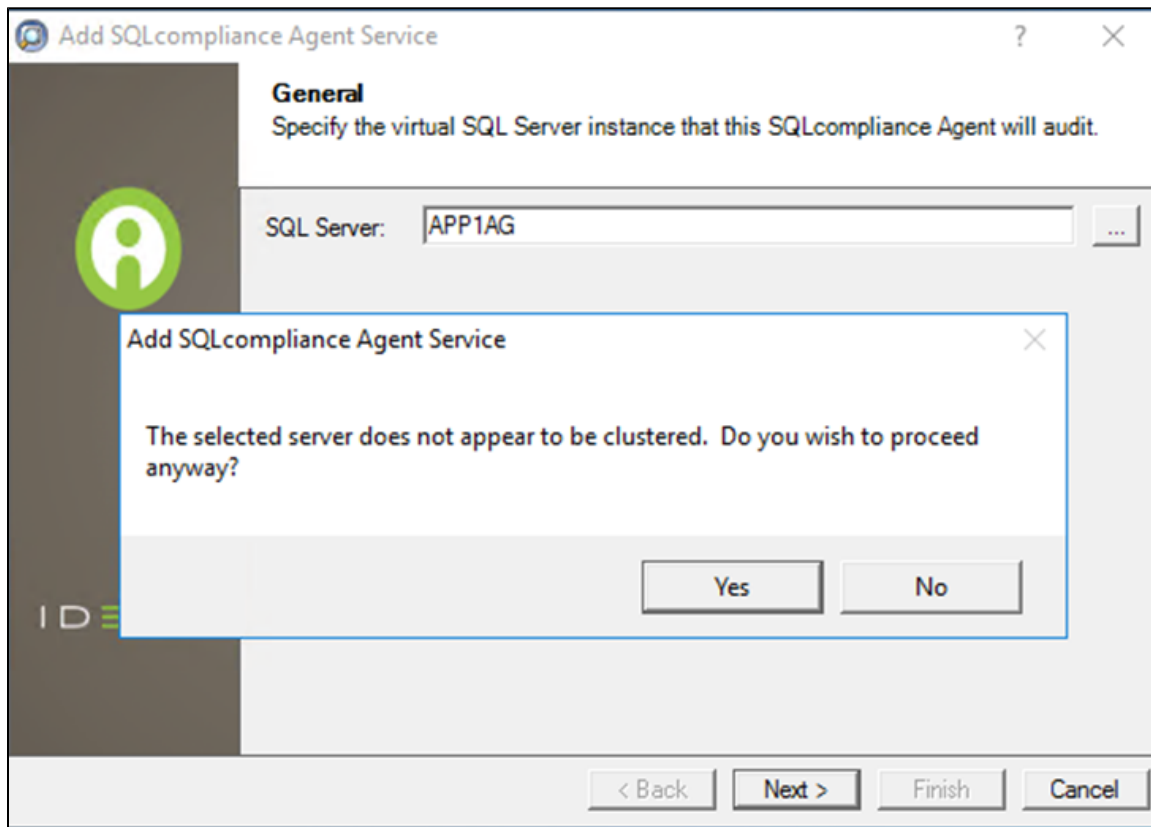 Add SQLcompliance Agent Service
?
General
Specify the virtual SQL Server instance that this SQLcompliance Agent will audit.
SQL Server:
APP1AG
...
Add SQLcompliance Agent Service
The selected server does not appear to be clustered.  Do you wish to proceed
anyway?
Yes
No
< Back
Next >
Finish
Cancel